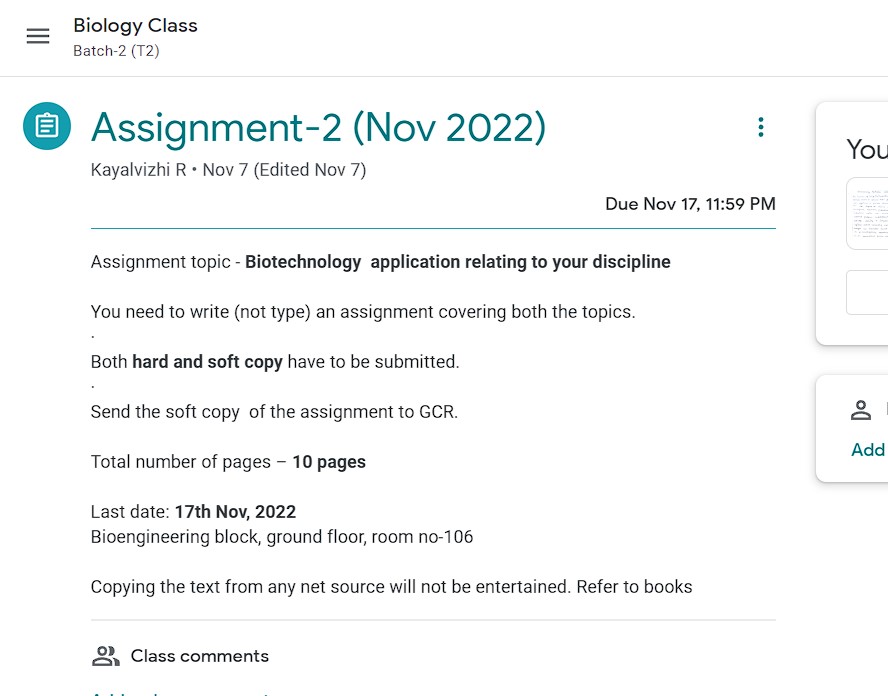 Biology Class
Batch-2 (T2)
Assignment-2 (Nov 2022)
Kayalvizhi R • Nov 7 (Edited Nov 7)
Due Nov 17, 11:59 PM
Assignment topic - Biotechnology  application relating to your discipline
You need to write (not type) an assignment covering both the topics.
.
Both hard and soft copy have to be submitted.
.
Send the soft copy  of the assignment to GCR.
Total number of pages – 10 pages
Last date: 17th Nov, 2022
Bioengineering block, ground floor, room no-106
Copying the text from any net source will not be entertained. Refer to books
Class comments
You
Add